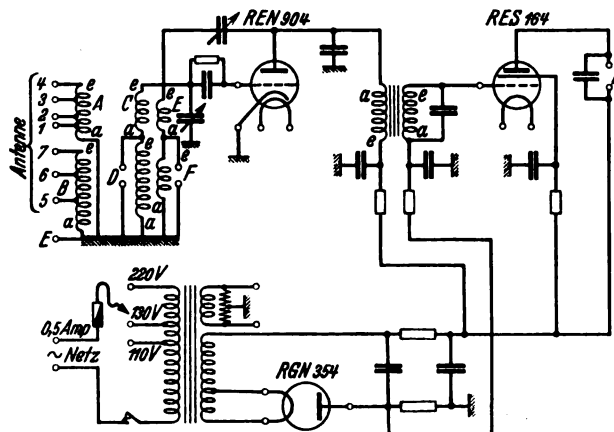 REN 904
RES 164
4
3
2
1
7
6
5
E
Antenne
A
B
C
D
E
F
e
a
e
a
e
a
a
e
a
e
a
a
e
e
a
220V
130V
110V
0,5 Amp
~ Netz
RGN 354